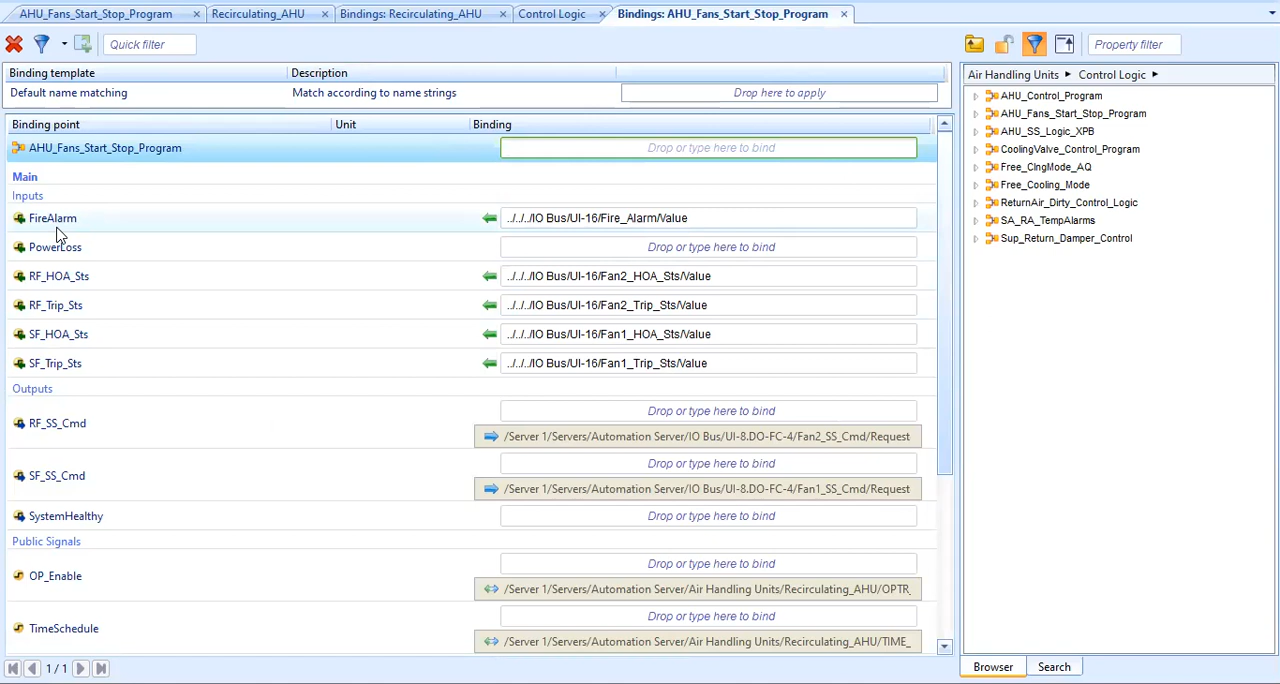 AHU_Fans_Start_Stop_Program
Recirculating_AHU
Bindings: Recirculating_AHU
Control Logic
Bindings: AHU_Fans_Start_Stop_Program
Quick filter
Property filter
Binding template Description
Default name matching Match according to name strings Drop here to apply
Binding point Unit Binding
AHU_Fans_Start_Stop_Program Drop or type here to bind
Main
Inputs
FireAlarm ../../../IO Bus/UI-16/Fire_Alarm/Value
PowerLoss Drop or type here to bind
RF_HOA_Sts ../../../IO Bus/UI-16/Fan2_HOA_Sts/Value
RF_Trip_Sts ../../../IO Bus/UI-16/Fan2_Trip_Sts/Value
SF_HOA_Sts ../../../IO Bus/UI-16/Fan1_HOA_Sts/Value
SF_Trip_Sts ../../../IO Bus/UI-16/Fan1_Trip_Sts/Value
Outputs
Drop or type here to bind
RF_SS_Cmd
/Server 1/Servers/Automation Server/IO Bus/UI-8.DO-FC-4/Fan2_SS_Cmd/Request
Drop or type here to bind
SF_SS_Cmd
/Server 1/Servers/Automation Server/IO Bus/UI-8.DO-FC-4/Fan1_SS_Cmd/Request
SystemHealthy Drop or type here to bind
Public Signals
Drop or type here to bind
OP_Enable
/Server 1/Servers/Automation Server/Air Handling Units/Recirculating_AHU/OPTR_
Drop or type here to bind
TimeSchedule
/Server 1/Servers/Automation Server/Air Handling Units/Recirculating_AHU/TIME_
1 / 1
Air Handling Units Control Logic
AHU_Control_Program
AHU_Fans_Start_Stop_Program
AHU_SS_Logic_XPB
CoolingValve_Control_Program
Free_ClngMode_AQ
Free_Cooling_Mode
ReturnAir_Dirty_Control_Logic
SA_RA_TempAlarms
Sup_Return_Damper_Control
Browser Search